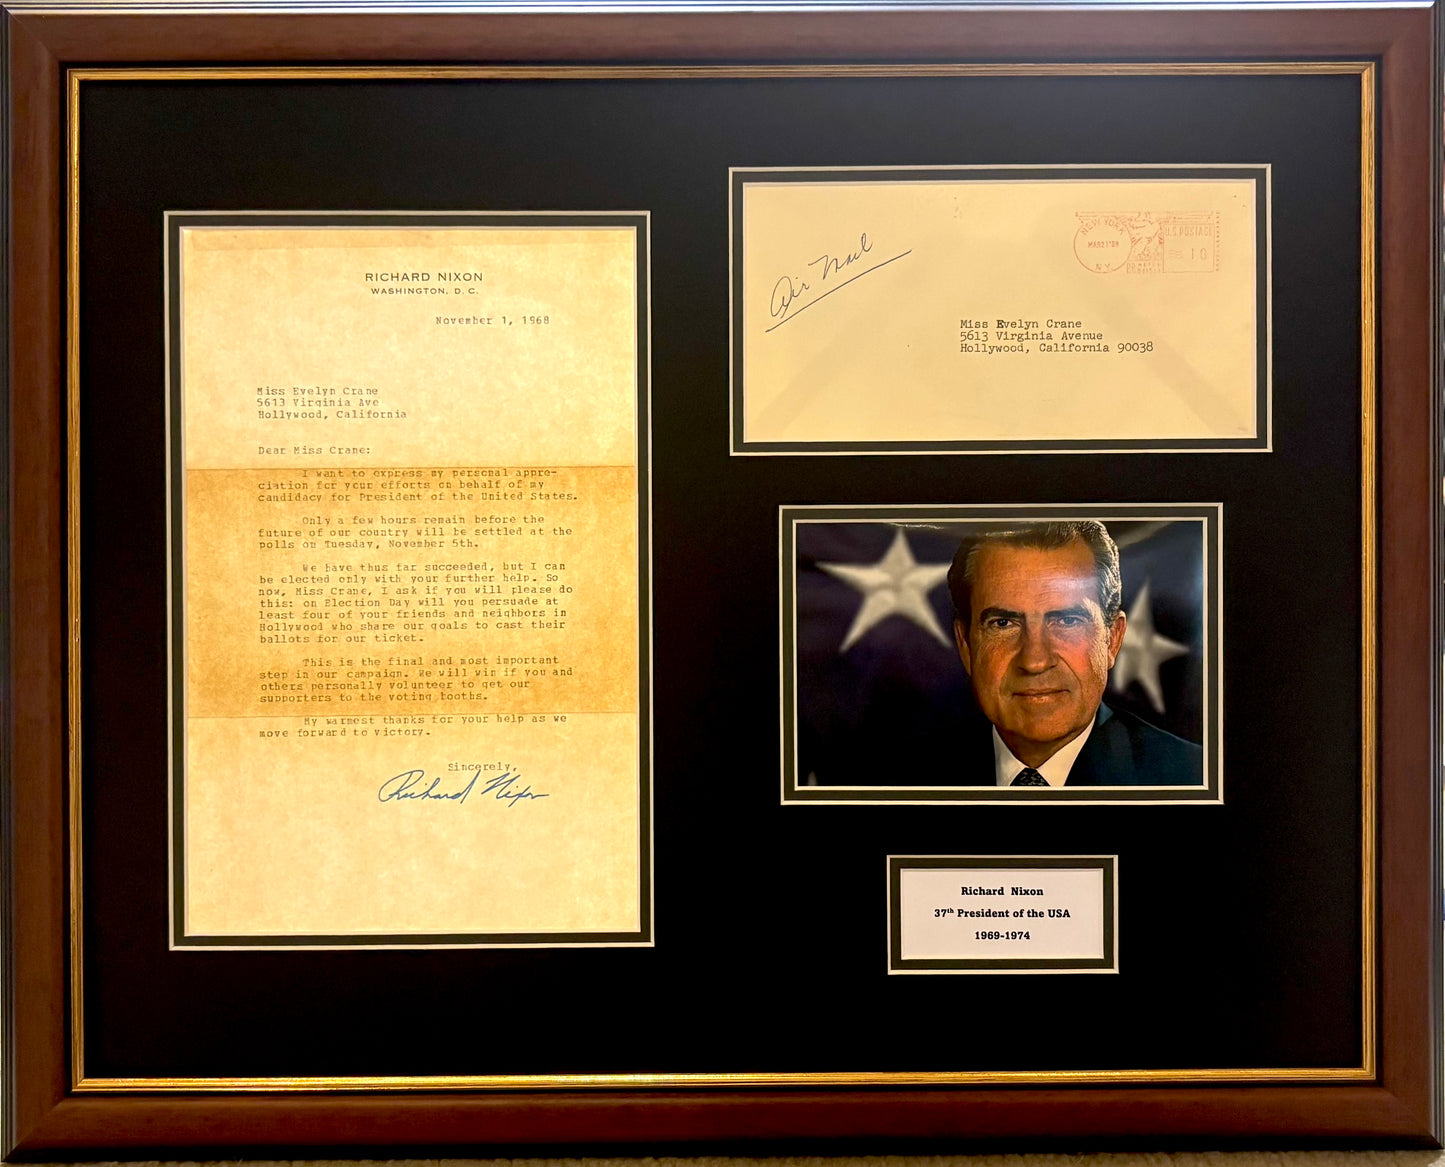 RICHARD NIXON
WASHINGTON, D. C.
November 1, 1968
Miss Evelyn Crane
5613 Virginia Ave
Hollywood, California
Dear Miss Crane:
I want to express my personal appre-
ciation for your efforts on behalf of my
candidacy for President of the United States.
Only a few hours remain before the
future of our country will be settled at the
polls on Tuesday, November 5th.
We have thus far succeeded, but I can
be elected only with your further help. So
now, Miss Crane, I ask if you will please do
this: on Election Day will you persuade at
least four of your friends and neighbors in
Hollywood who share our goals to cast their
ballots for our ticket.
This is the final and most important
step in our campaign. We will win if you and
others personally volunteer to get our
supporters to the voting booths.
My warmest thanks for your help as we
move forward to victory.
Sincerely,
Richard Nixon
Air Mail
NEW YORK
MAR21'68
N.Y.
U.S. POSTAGE
10
Miss Evelyn Crane
5613 Virginia Avenue
Hollywood, California 90038
Richard Nixon
37th President of the USA
1969-1974